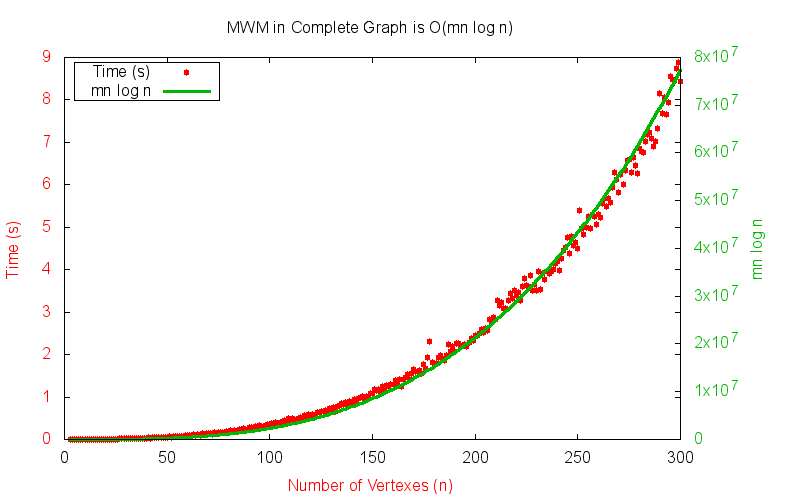 MWM in Complete Graph is O(mn log n)
Time (s)
mn log n
9
8
7
6
5
4
3
2
1
0
Time (s)
8x10^7
7x10^7
6x10^7
5x10^7
4x10^7
3x10^7
2x10^7
1x10^7
0
mn log n
0 50 100 150 200 250 300
Number of Vertexes (n)